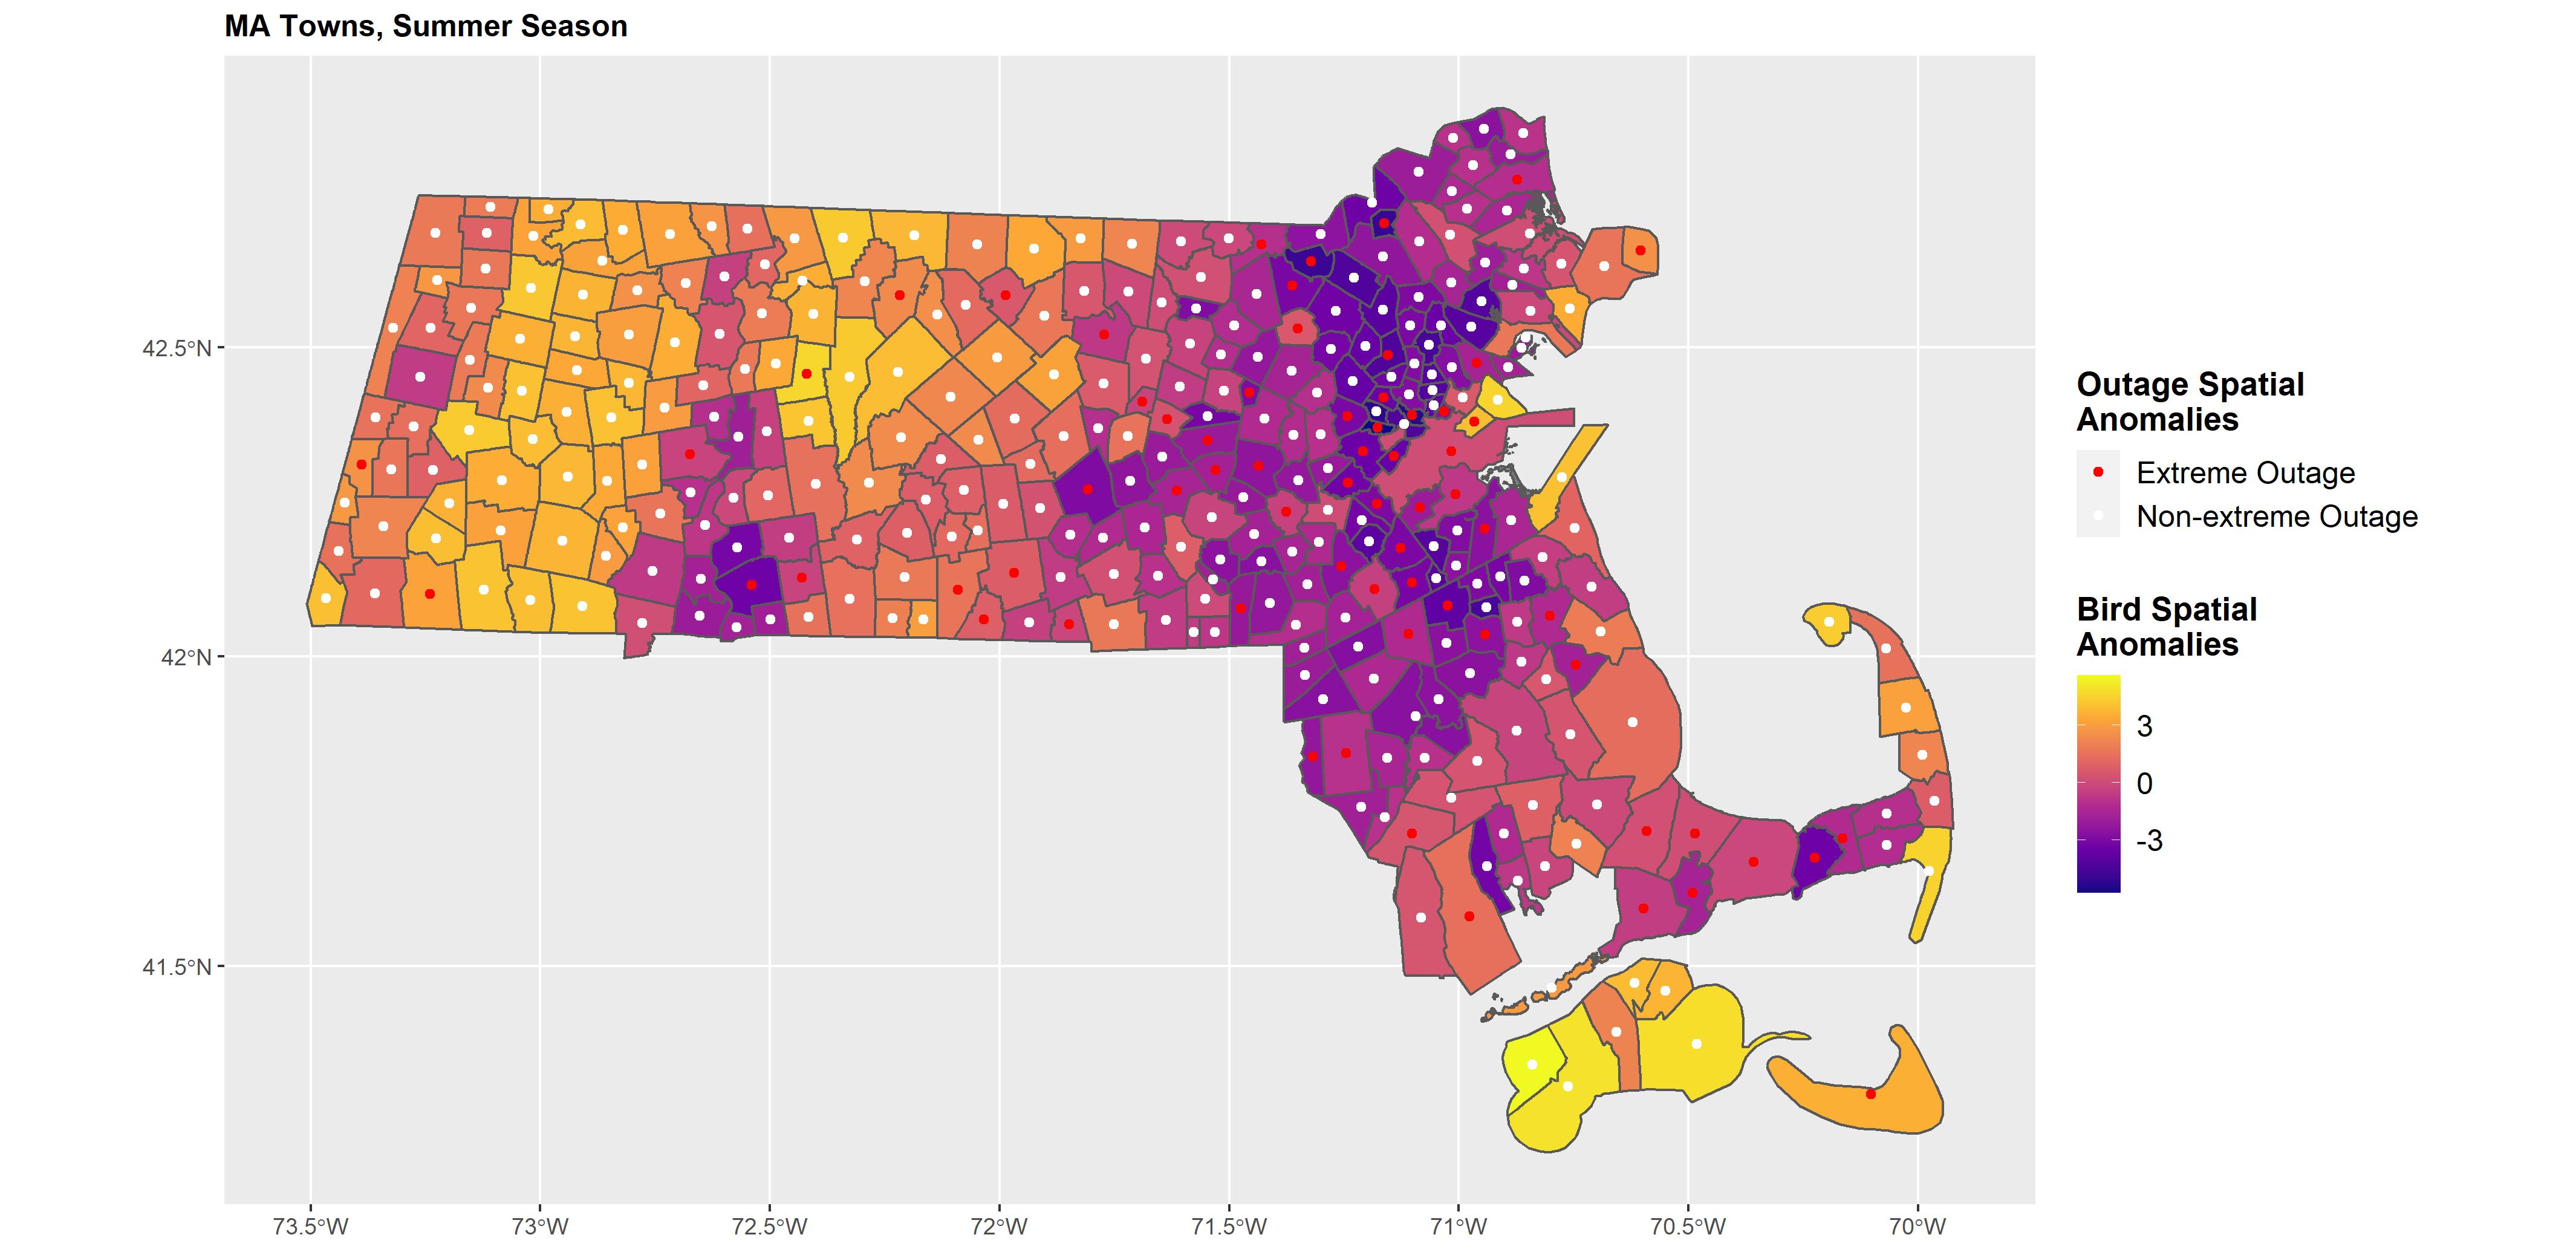 MA Towns, Summer Season
42.5°N
42°N
41.5°N
73.5°W
73°W
72.5°W
72°W
71.5°W
71°W
70.5°W
70°W
Outage Spatial
Anomalies
Extreme Outage
Non-extreme Outage
Bird Spatial
Anomalies
3
0
-3